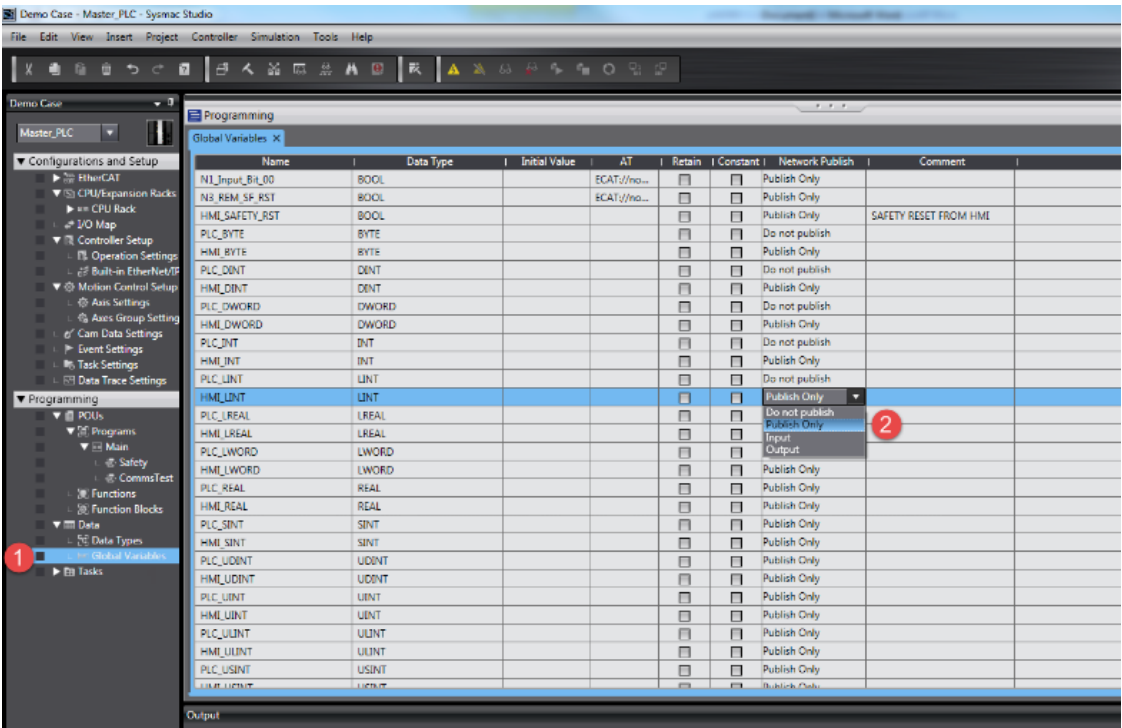 Demo Case - Master_PLC - Sysmac Studio
File Edit View Insert Project Controller Simulation Tools Help
Demo Case
Master_PLC
Configurations and Setup
EtherCAT
CPU/Expansion Racks
CPU Rack
I/O Map
Controller Setup
Operation Settings
Built-in EtherNet/IP
Motion Control Setup
Axis Settings
Axes Group Setting
Cam Data Settings
Event Settings
Task Settings
Data Trace Settings
Programming
POUs
Programs
Main
Safety
CommsTest
Functions
Function Blocks
Data
Data Types
1 Global Variables
Tasks
Programming
Global Variables X
Name Data Type Initial Value AT Retain Constant Network Publish Comment
N1_Input_Bit_00 BOOL ECAT://no... Publish Only
N3_REM_SF_RST BOOL ECAT://no... Publish Only
HMI_SAFETY_RST BOOL Publish Only SAFETY RESET FROM HMI
PLC_BYTE BYTE Do not publish
HMI_BYTE BYTE Publish Only
PLC_DINT DINT Do not publish
HMI_DINT DINT Publish Only
PLC_DWORD DWORD Do not publish
HMI_DWORD DWORD Publish Only
PLC_INT INT Do not publish
HMI_INT INT Publish Only
PLC_LINT LINT Do not publish
HMI_LINT LINT Publish Only
PLC_LREAL LREAL Do not publish
HMI_LREAL LREAL Publish Only 2
Input
PLC_LWORD LWORD Output
HMI_LWORD LWORD Publish Only
PLC_REAL REAL Publish Only
HMI_REAL REAL Publish Only
PLC_SINT SINT Publish Only
HMI_SINT SINT Publish Only
PLC_UDINT UDINT Publish Only
HMI_UDINT UDINT Publish Only
PLC_UINT UINT Publish Only
HMI_UINT UINT Publish Only
PLC_ULINT ULINT Publish Only
HMI_ULINT ULINT Publish Only
PLC_USINT USINT Publish Only
HMI_USINT USINT Publish Only
Output